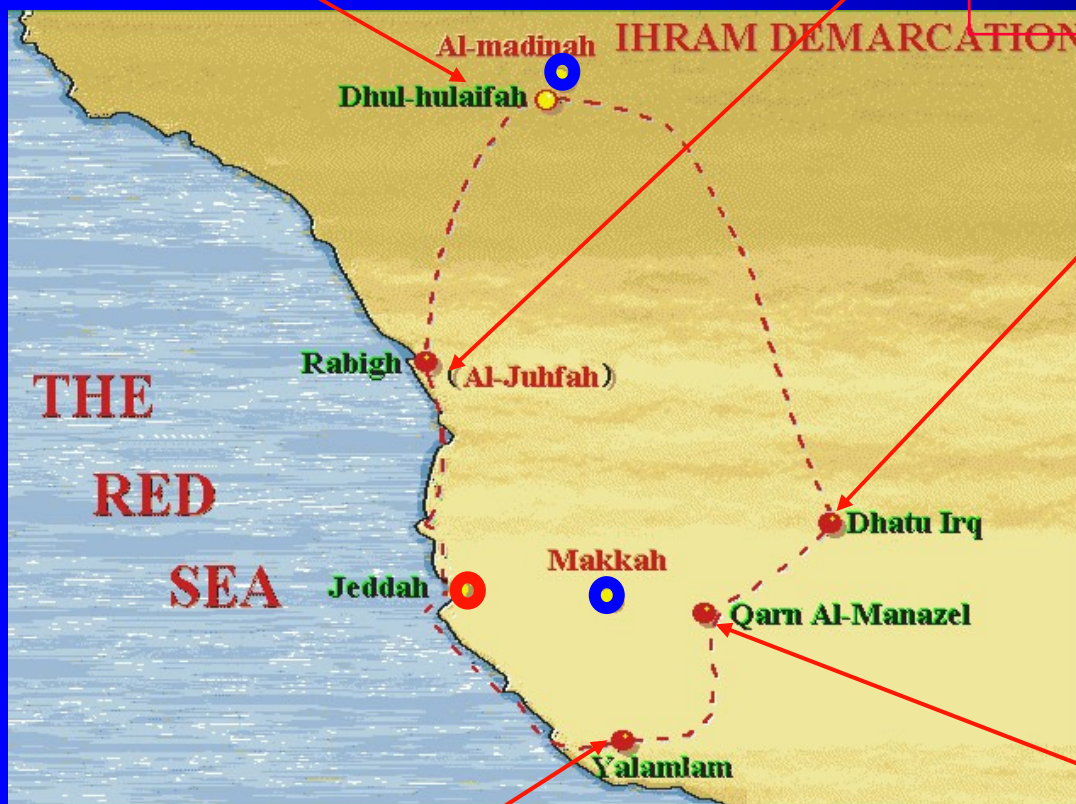 Al-madinah IHRAM DEMARCATION
Dhul-hulaifah
Rabigh
(Al-Juhfah)
THE
RED
SEA
Dhatu Irq
Makkah
Jeddah
Qarn Al-Manazel
Yalamlam